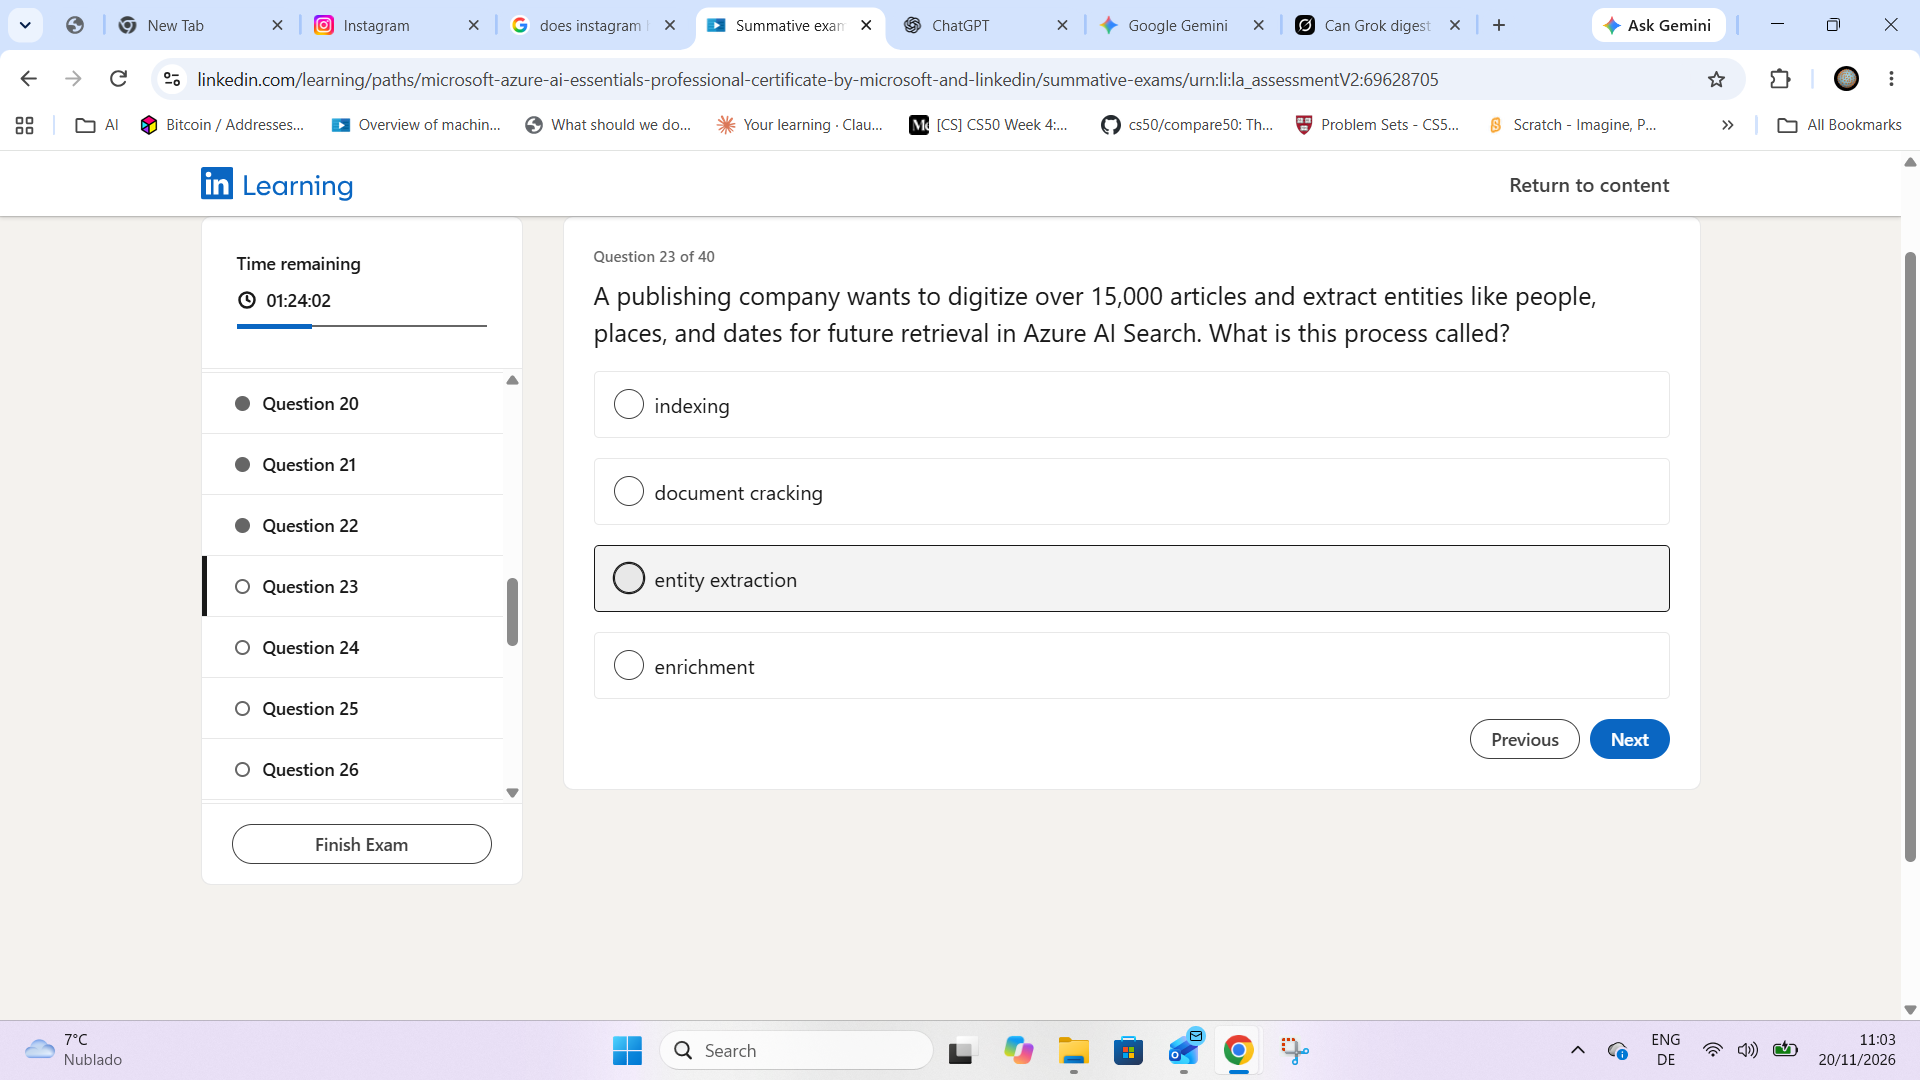 New Tab
Instagram
does instagram
Summative exam
ChatGPT
Google Gemini
Can Grok digest
Ask Gemini
linkedin.com/learning/paths/microsoft-azure-ai-essentials-professional-certificate-by-microsoft-and-linkedin/summative-exams/urn:li:la_assessmentV2:69628705
AI
Bitcoin / Addresses...
Overview of machin...
What should we do...
Your learning · Clau...
[CS] CS50 Week 4:...
cs50/compare50: Th...
Problem Sets - CS5...
Scratch - Imagine, P...
All Bookmarks
in Learning
Return to content
Time remaining
01:24:02
Question 20
Question 21
Question 22
Question 23
Question 24
Question 25
Question 26
Finish Exam
Question 23 of 40
A publishing company wants to digitize over 15,000 articles and extract entities like people,
places, and dates for future retrieval in Azure AI Search. What is this process called?
indexing
document cracking
entity extraction
enrichment
Previous
Next
7°C
Nublado
Search
ENG
DE
11:03
20/11/2026